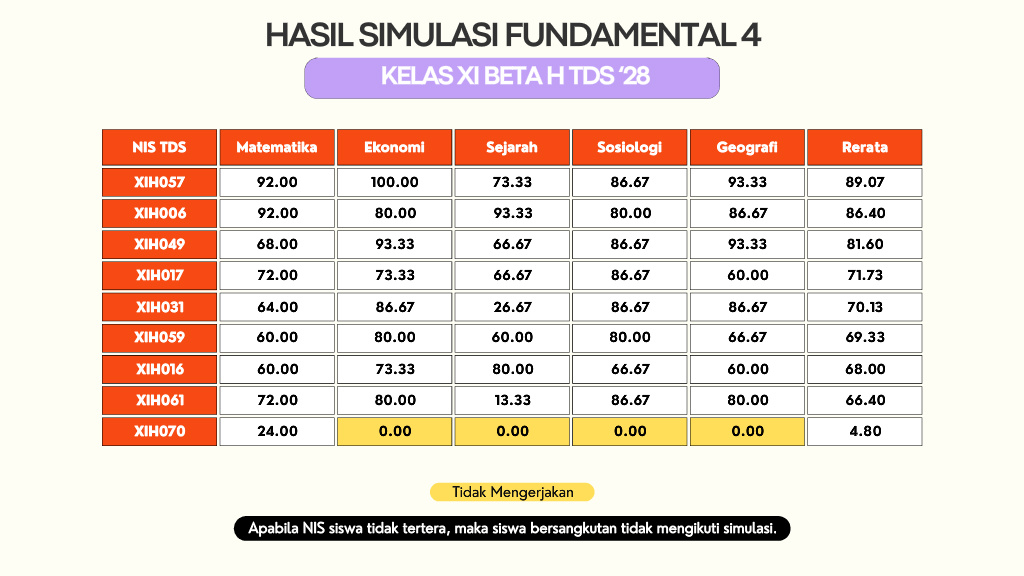 HASIL SIMULASI FUNDAMENTAL 4
KELAS XI BETA H TDS ‘28
NIS TDS Matematika Ekonomi Sejarah Sosiologi Geografi Rerata
XIH057 92.00 100.00 73.33 86.67 93.33 89.07
XIH006 92.00 80.00 93.33 80.00 86.67 86.40
XIH049 68.00 93.33 66.67 86.67 93.33 81.60
XIH017 72.00 73.33 66.67 86.67 60.00 71.73
XIH031 64.00 86.67 26.67 86.67 86.67 70.13
XIH059 60.00 80.00 60.00 80.00 66.67 69.33
XIH016 60.00 73.33 80.00 66.67 60.00 68.00
XIH061 72.00 80.00 13.33 86.67 80.00 66.40
XIH070 24.00 0.00 0.00 0.00 0.00 4.80
Tidak Mengerjakan
Apabila NIS siswa tidak tertera, maka siswa bersangkutan tidak mengikuti simulasi.